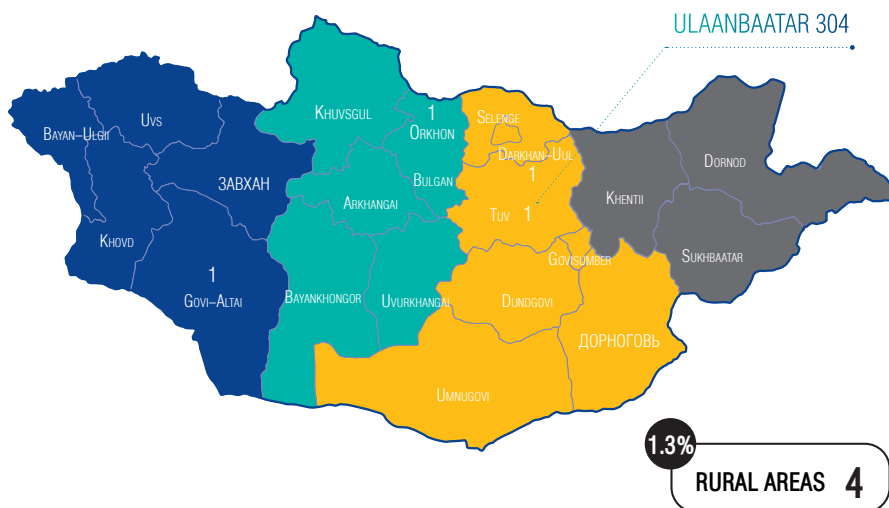 ULAANBAATAR 304
UVS
BAYAN-ULGII
KHOVD
ЗАВХАН
1
GOVI-ALTAI
KHUVSGUL
1
ORKHON
BULGAN
ARKHANGAI
BAYANKHONGOR
UVURKHANGAI
SELENGE
DARKHAN-UUL
1
TUV 1
GOVISUMBER
DUNDGOVI
ДОРНОГОВЬ
UMNUGOVI
KHENTII
DORNOD
SUKHBAATAR
1.3%
RURAL AREAS 4